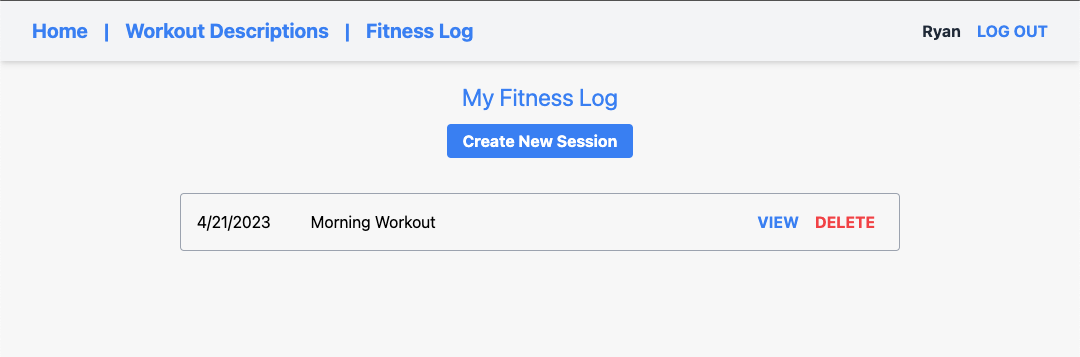 Home | Workout Descriptions | Fitness Log Ryan LOG OUT
My Fitness Log
Create New Session
4/21/2023 Morning Workout VIEW DELETE